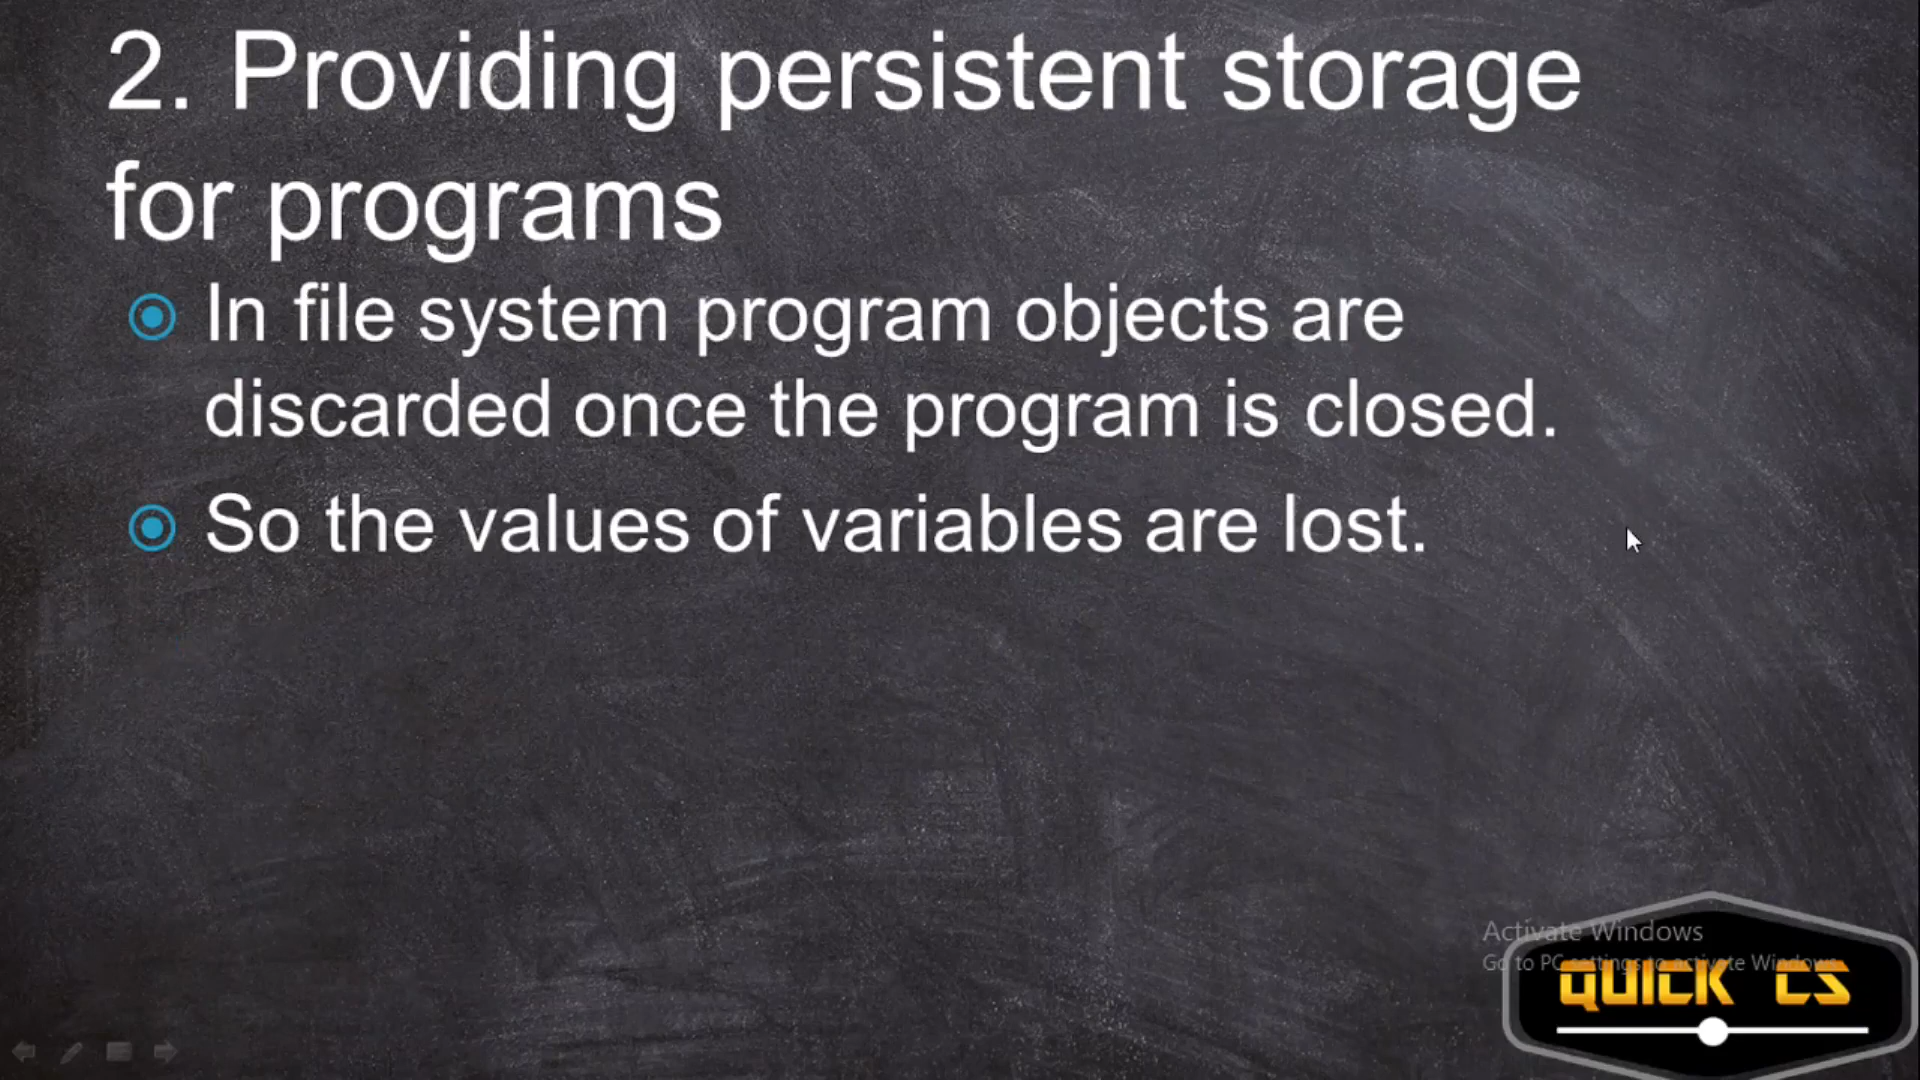 2. Providing persistent storage
for programs
In file system program objects are
discarded once the program is closed.
So the values of variables are lost.
Activate Windows
Go to PC settings to activate Windows.
QUICK CS